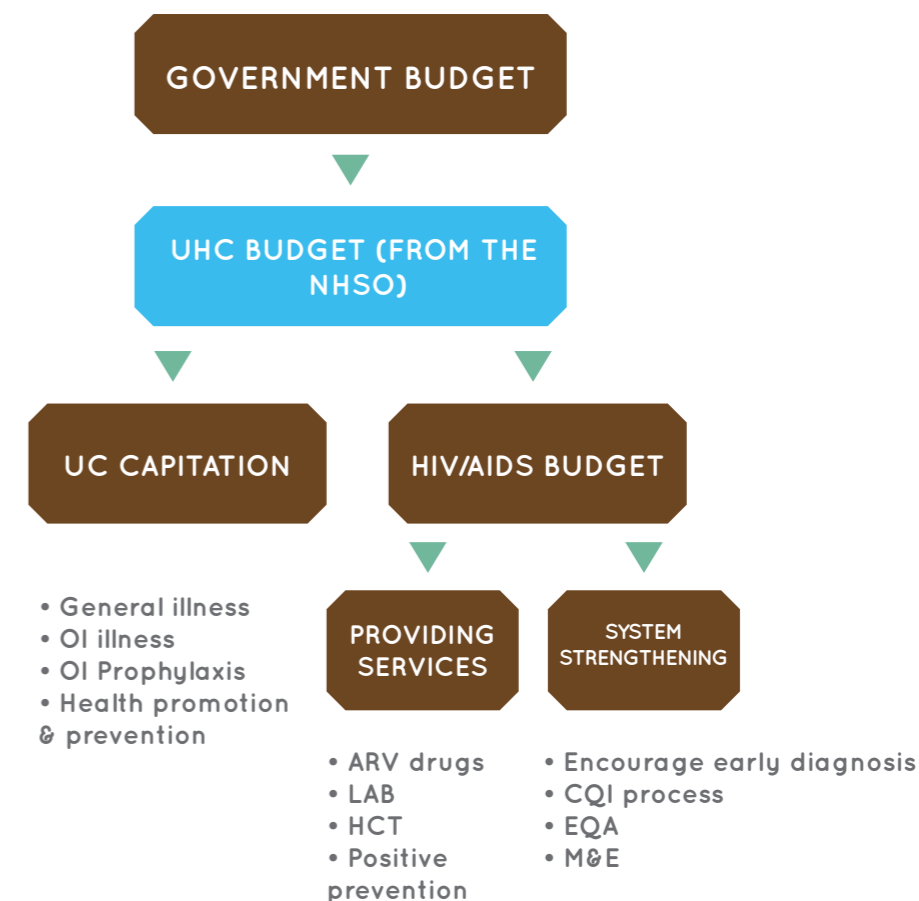 GOVERNMENT BUDGET
UHC BUDGET (FROM THE
NHSO)
UC CAPITATION
HIV/AIDS BUDGET
• General illness
• OI illness
• OI Prophylaxis
• Health promotion
& prevention
PROVIDING
SERVICES
SYSTEM
STRENGTHENING
• ARV drugs
• LAB
• HCT
• Positive
prevention
• Encourage early diagnosis
• CQI process
• EQA
• M&E